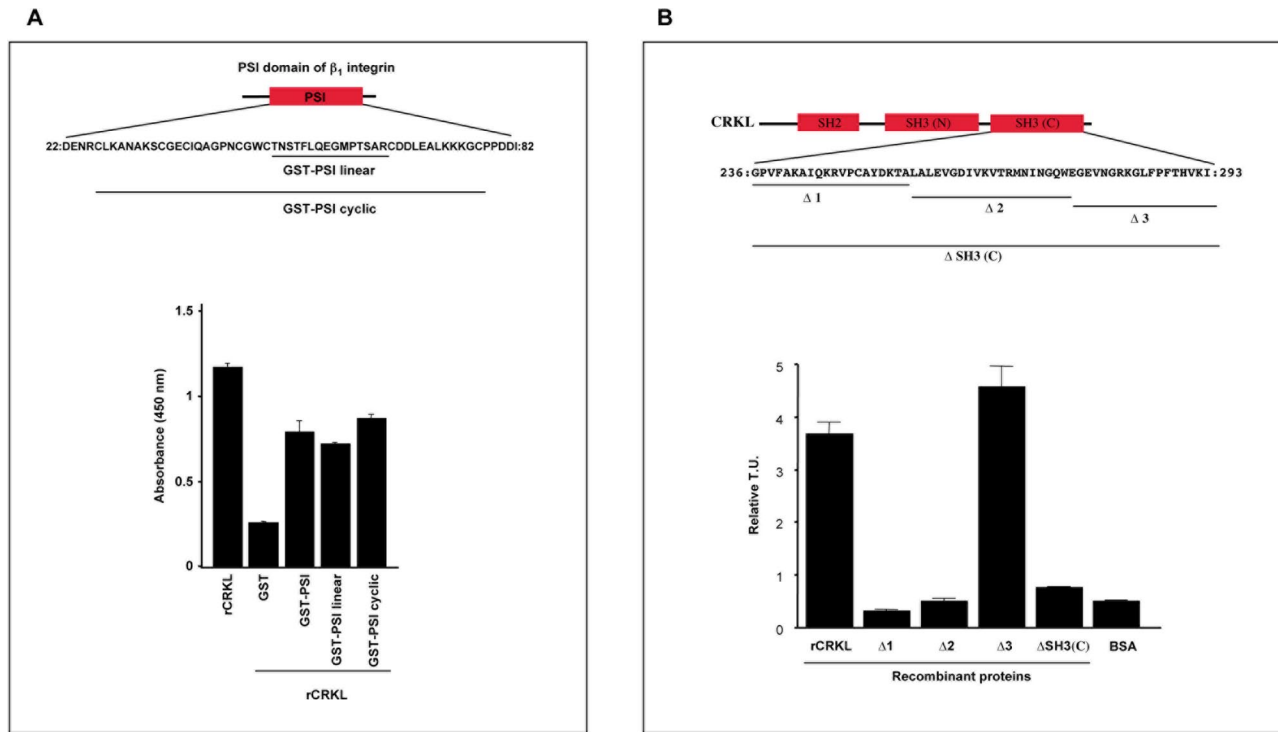 A
PSI domain of β1 integrin
PSI
22:DENRCLKANAKSCGECIQAGPNCGWCTNSTFLQEGMPTSARCDDLEALKKKGCPPDDI:82
GST-PSI linear
GST-PSI cyclic
1.5
1
0.5
0
Absorbance (450 nm)
rCRKL
GST
GST-PSI
GST-PSI linear
GST-PSI cyclic
rCRKL
B
CRKL
SH2
SH3 (N)
SH3 (C)
236:GPVFAKAIQKRVPCAYDKTALALEVGDIVKVTRMNINGQWEGEVNGRKGLFPFTHVKI:293
Δ 1
Δ 2
Δ 3
Δ SH3 (C)
5
4
3
2
1
0
Relative T.U.
rCRKL Δ1 Δ2 Δ3 ΔSH3(C) BSA
Recombinant proteins